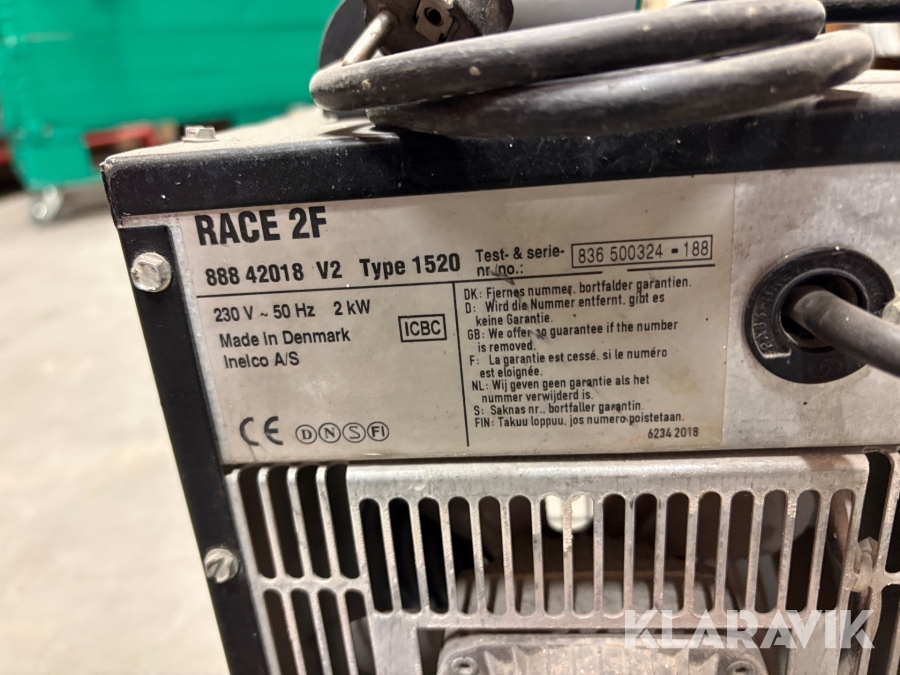 RACE 2F
888 42018 V2 Type 1520
Test- & serie-
nr./no.:
836 500324 - 188
230 V ~ 50 Hz 2 kW
Made in Denmark
Inelco A/S
ICBC
CE D N S FI
DK: Fjernes nummer, bortfalder garantien.
D: Wird die Nummer entfernt, gibt es
keine Garantie.
GB: We offer no guarantee if the number
is removed.
F: La garantie est cessé, si le numéro
est eloignée.
NL: Wij geven geen garantie als het
nummer verwijderd is.
S: Saknas nr., bortfaller garantin.
FIN: Takuu loppuu, jos numero poistetaan.
6234 2018
KLARAVIK